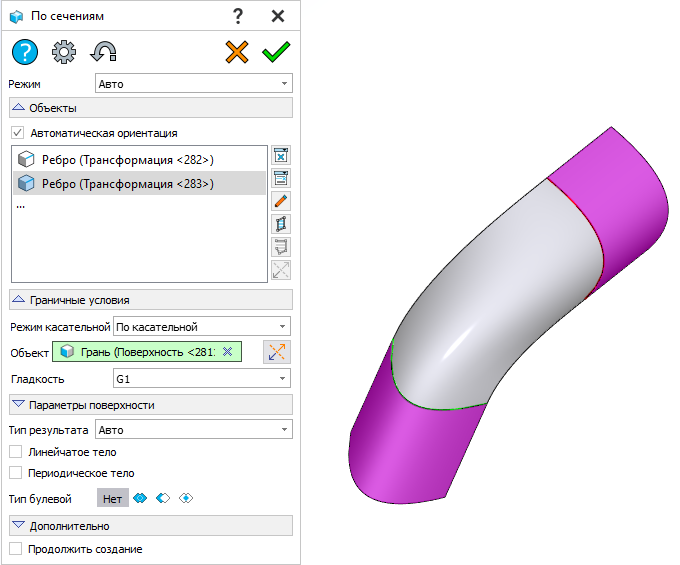 По сечениям ?
?
Режим Авто
Объекты
Автоматическая ориентация
Ребро (Трансформация <282>)
Ребро (Трансформация <283>)
...
Граничные условия
Режим касательной По касательной
Объект Грань (Поверхность <281:
Гладкость G1
Параметры поверхности
Тип результата Авто
Линейчатое тело
Периодическое тело
Тип булевой Нет
Дополнительно
Продолжить создание